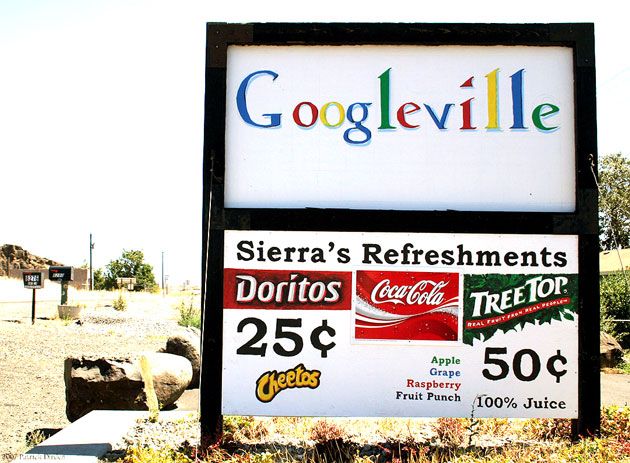 Googleville
Sierra's Refreshments
Doritos
Coca-Cola
TREE TOP
REAL FRUIT FROM REAL PEOPLE
25¢
50¢
Cheetos
Apple
Grape
Raspberry
Fruit Punch
100% Juice